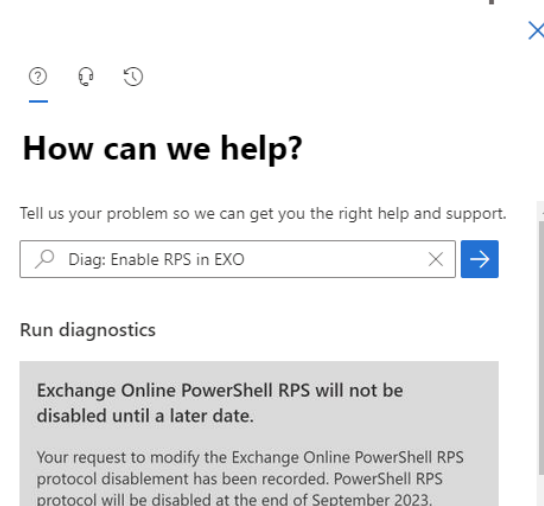 How can we help?
Tell us your problem so we can get you the right help and support.
Diag: Enable RPS in EXO
Run diagnostics
Exchange Online PowerShell RPS will not be
disabled until a later date.
Your request to modify the Exchange Online PowerShell RPS
protocol disablement has been recorded. PowerShell RPS
protocol will be disabled at the end of September 2023.